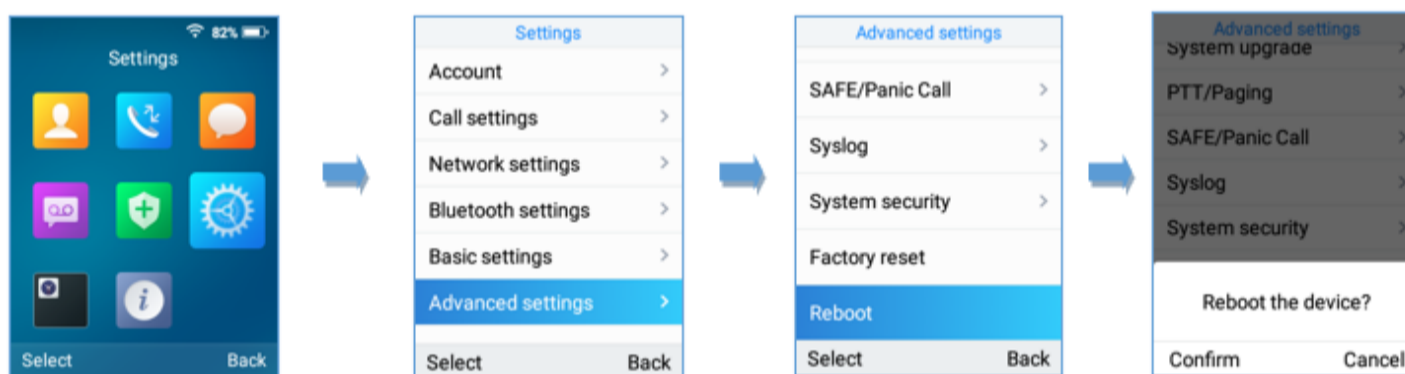 82%
Settings
Select Back
Settings
Account
Call settings
Network settings
Bluetooth settings
Basic settings
Advanced settings
Select Back
Advanced settings
SAFE/Panic Call
Syslog
System security
Factory reset
Reboot
Select Back
Advanced settings
System upgrade
PTT/Paging
SAFE/Panic Call
Syslog
System security
Reboot the device?
Confirm Cancel